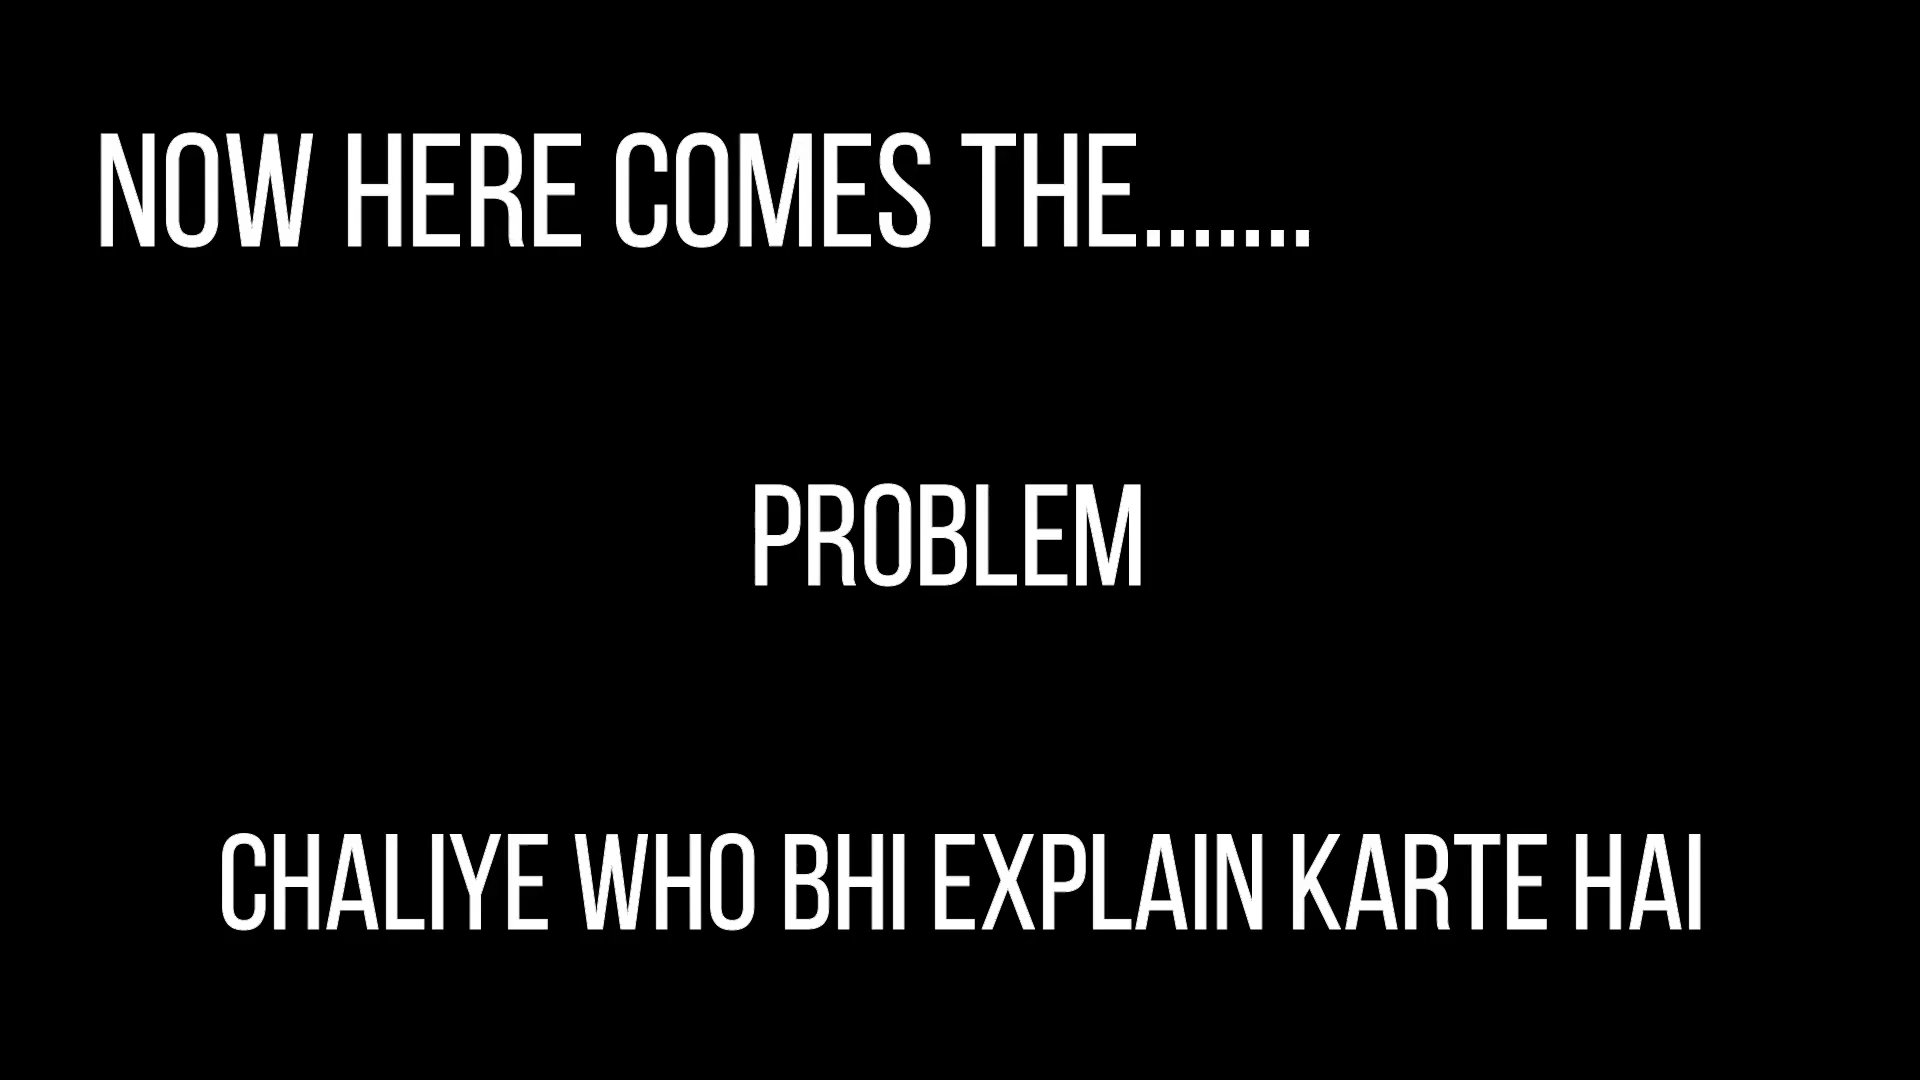 NOW HERE COMES THE.......
PROBLEM
CHALIYE WHO BHI EXPLAIN KARTE HAI